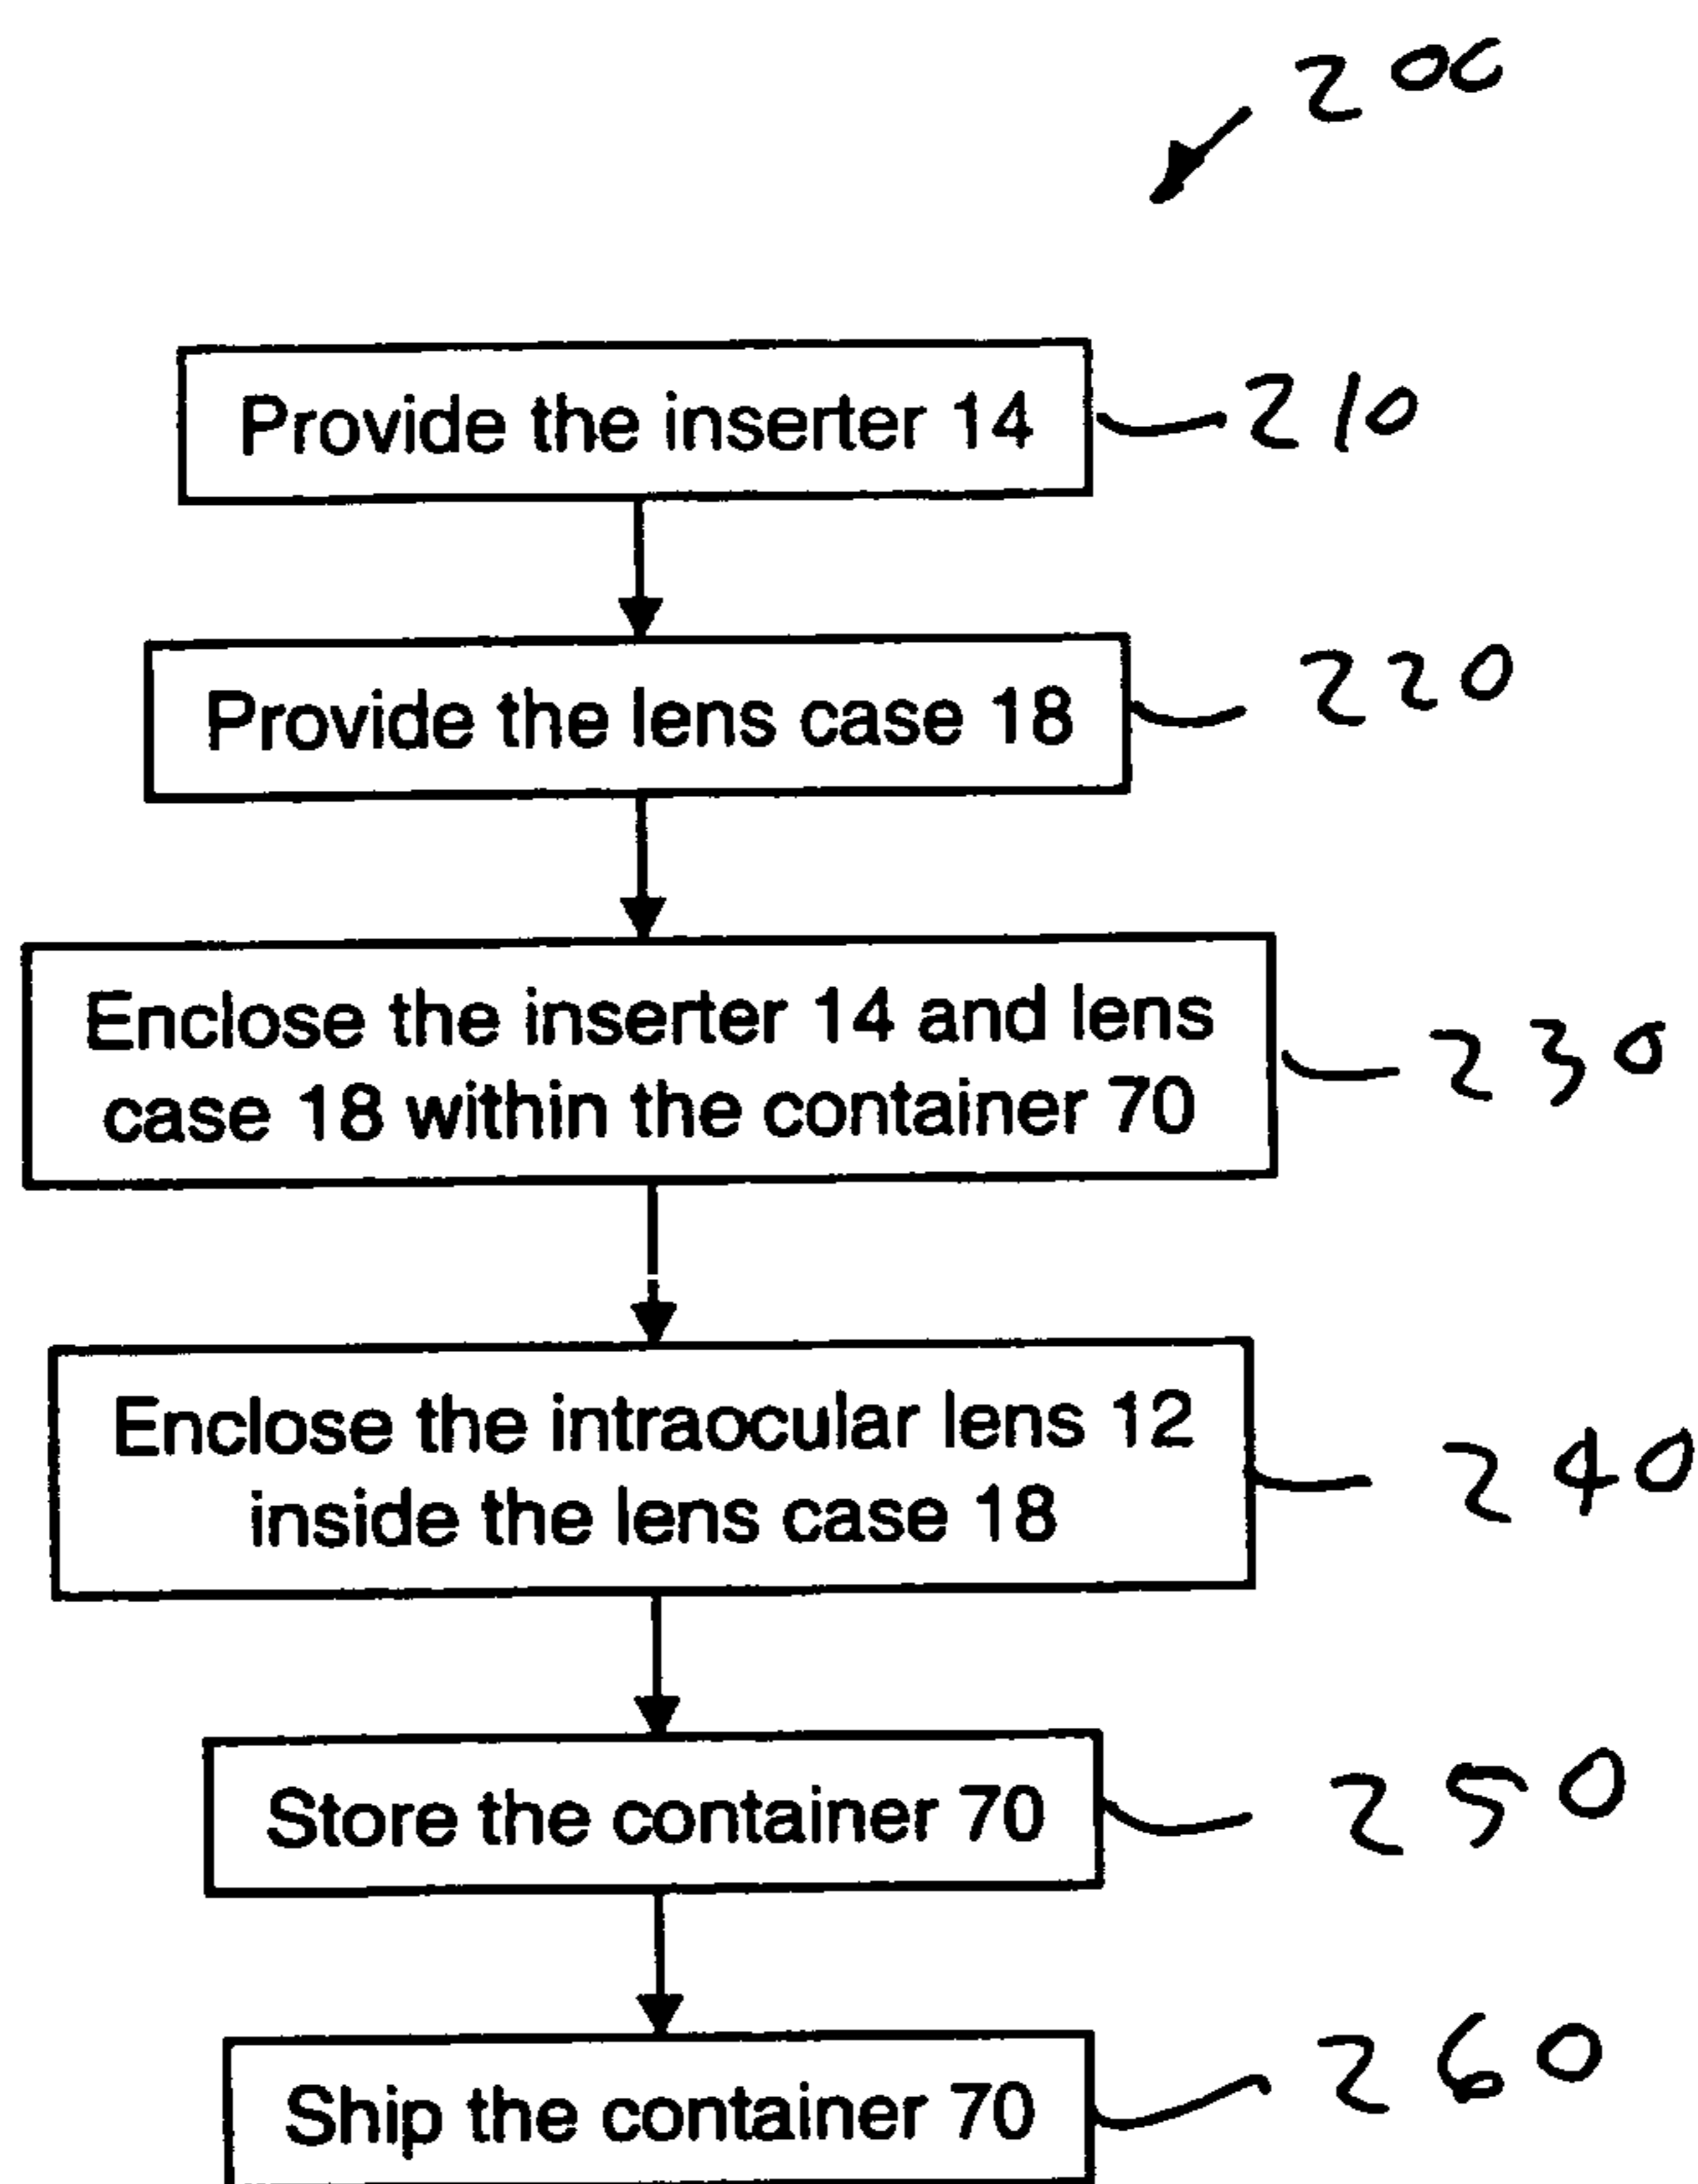 200
Provide the inserter 14
210
Provide the lens case 18
220
Enclose the inserter 14 and lens
case 18 within the container 70
230
Enclose the intraocular lens 12
inside the lens case 18
240
Store the container 70
250
Ship the container 70
260